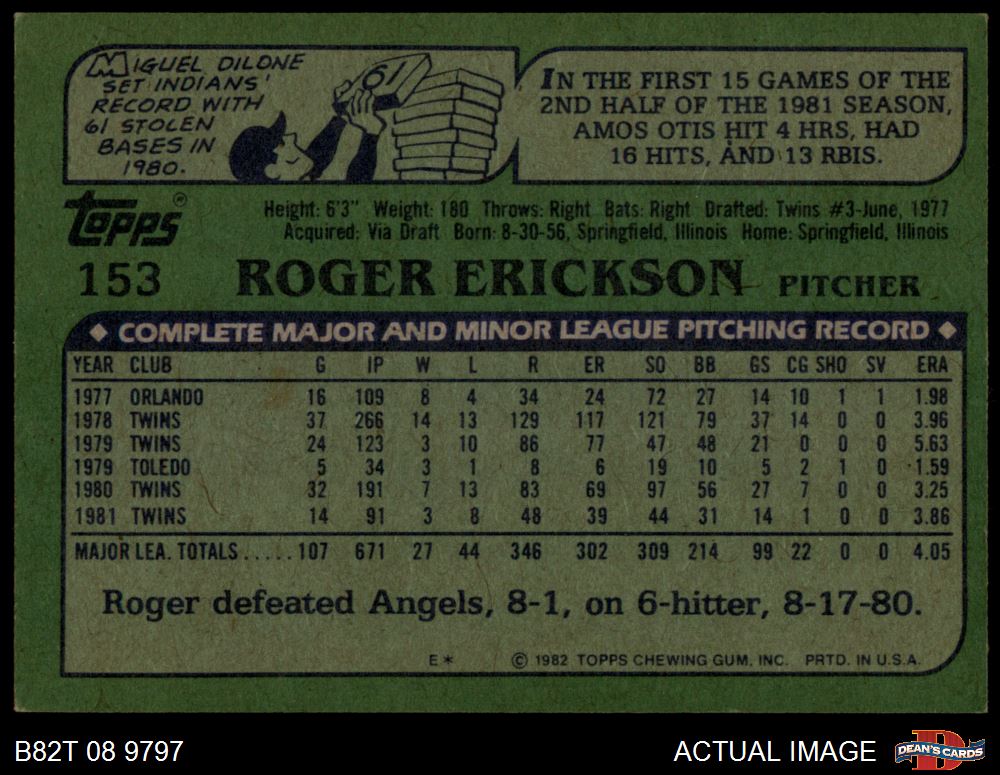 MIGUEL DILONE
SET INDIANS'
RECORD WITH
61 STOLEN
BASES IN
1980.
61
IN THE FIRST 15 GAMES OF THE
2ND HALF OF THE 1981 SEASON,
AMOS OTIS HIT 4 HRS, HAD
16 HITS, AND 13 RBIS.
TOPPS ®
Height: 6'3" Weight: 180 Throws: Right Bats: Right Drafted: Twins #3-June, 1977
Acquired: Via Draft Born: 8-30-56, Springfield, Illinois Home: Springfield, Illinois
153 ROGER ERICKSON PITCHER
◆ COMPLETE MAJOR AND MINOR LEAGUE PITCHING RECORD ◆
YEAR CLUB G IP W L R ER SO BB GS CG SHO SV ERA
1977 ORLANDO 16 109 8 4 34 24 72 27 14 10 1 1 1.98
1978 TWINS 37 266 14 13 129 117 121 79 37 14 0 0 3.96
1979 TWINS 24 123 3 10 86 77 47 48 21 0 0 0 5.63
1979 TOLEDO 5 34 3 1 8 6 19 10 5 2 1 0 1.59
1980 TWINS 32 191 7 13 83 69 97 56 27 7 0 0 3.25
1981 TWINS 14 91 3 8 48 39 44 31 14 1 0 0 3.86
MAJOR LEA. TOTALS.....107 671 27 44 346 302 309 214 99 22 0 0 4.05
Roger defeated Angels, 8-1, on 6-hitter, 8-17-80.
E* © 1982 TOPPS CHEWING GUM, INC. PRTD. IN U.S.A.
B82T 08 9797 ACTUAL IMAGE D DEAN'S CARDS